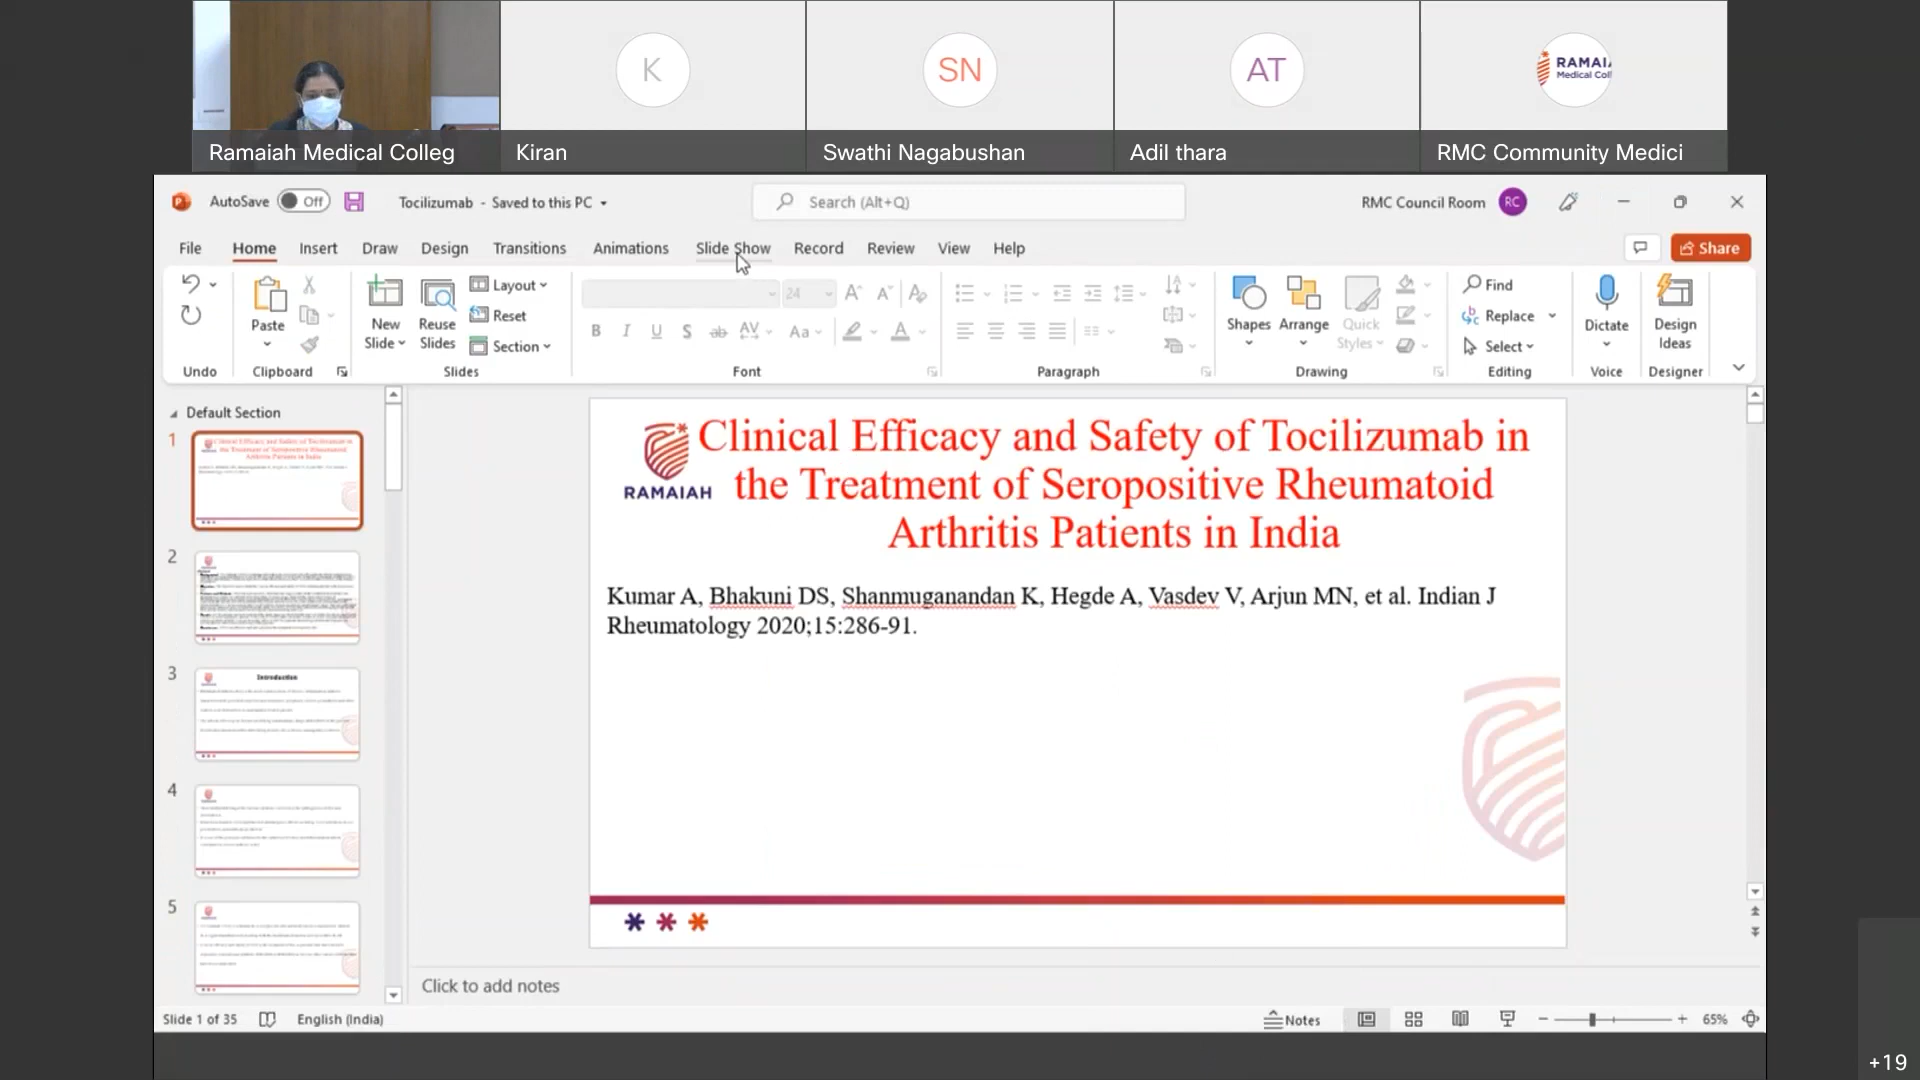 K
SN
AT
RAMAI
Medical Col
Ramaiah Medical Colleg
Kiran
Swathi Nagabushan
Adil thara
RMC Community Medici
AutoSave Off
Tocilizumab - Saved to this PC
Search (Alt+Q)
RMC Council Room RC
File Home Insert Draw Design Transitions Animations Slide Show Record Review View Help
Share
Paste
New Slide
Reuse Slides
Layout
Reset
Section
24
B I U S ab AV Aa A
Shapes
Arrange
Quick Styles
Find
Replace
Select
Dictate
Design Ideas
Undo Clipboard Slides Font Paragraph Drawing Editing Voice Designer
Default Section
1
2
3
Introduction
4
5
RAMAIAH
Clinical Efficacy and Safety of Tocilizumab in
the Treatment of Seropositive Rheumatoid
Arthritis Patients in India
Kumar A, Bhakuni DS, Shanmuganandan K, Hegde A, Vasdev V, Arjun MN, et al. Indian J
Rheumatology 2020;15:286-91.
Click to add notes
Slide 1 of 35 English (India) Notes 65%
+19